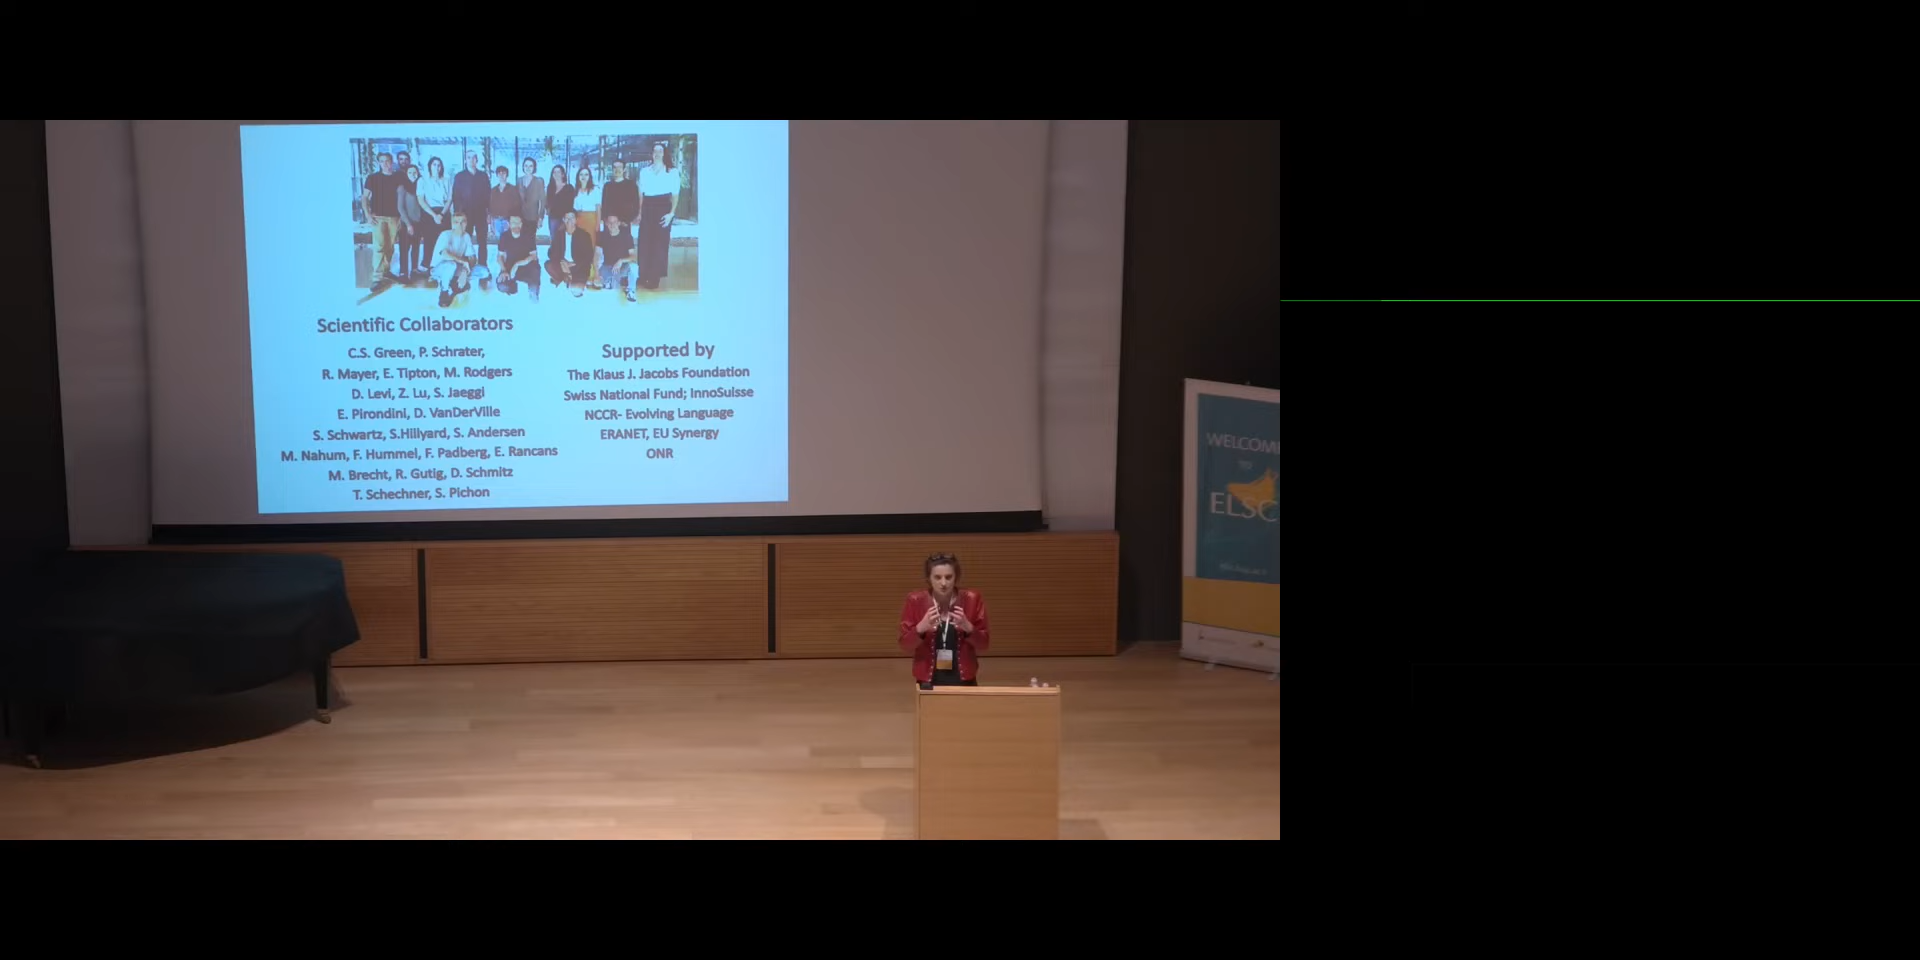 Scientific Collaborators
C.S. Green, P. Schrater,
R. Mayer, E. Tipton, M. Rodgers
D. Levi, Z. Lu, S. Jaeggi
E. Pirondini, D. VanDerVille
S. Schwartz, S.Hillyard, S. Andersen
M. Nahum, F. Hummel, F. Padberg, E. Rancans
M. Brecht, R. Gutig, D. Schmitz
T. Schechner, S. Pichon
Supported by
The Klaus J. Jacobs Foundation
Swiss National Fund; InnoSuisse
NCCR- Evolving Language
ERANET, EU Synergy
ONR
WELCOME
TO
ELSC